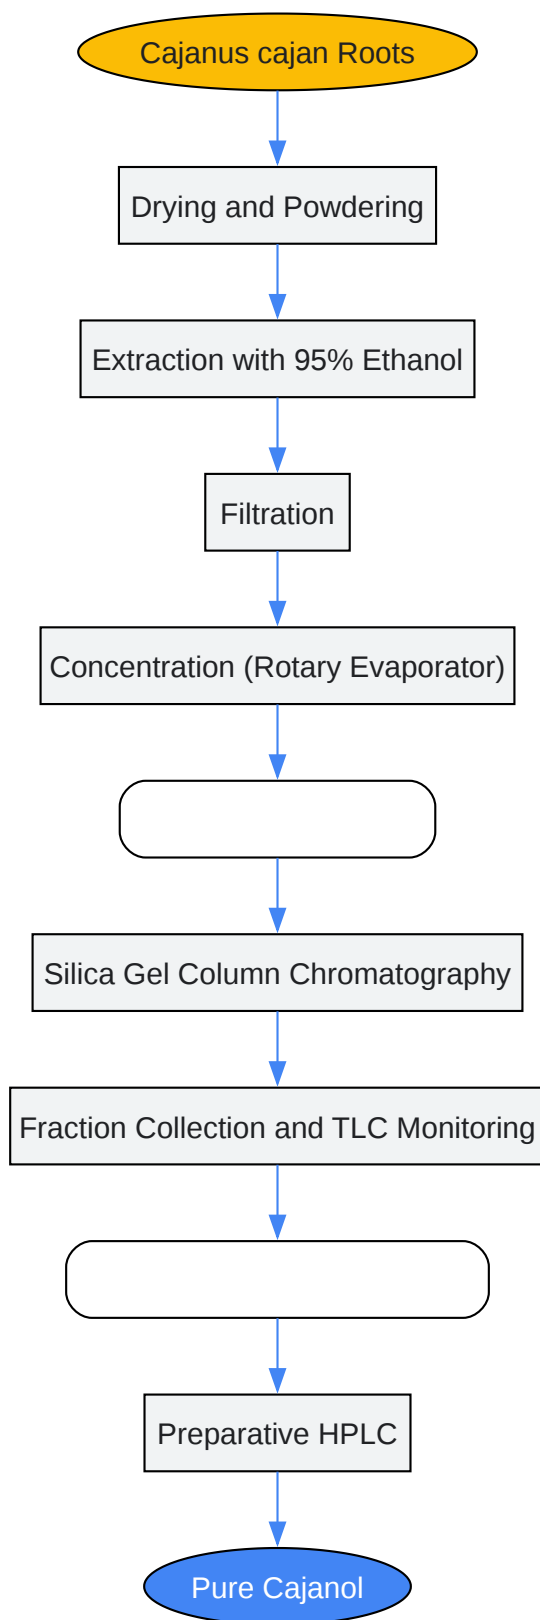 Cajanus cajan Roots
Drying and Powdering
Extraction with 95% Ethanol
Filtration
Concentration (Rotary Evaporator)
Silica Gel Column Chromatography
Fraction Collection and TLC Monitoring
Preparative HPLC
Pure Cajanol